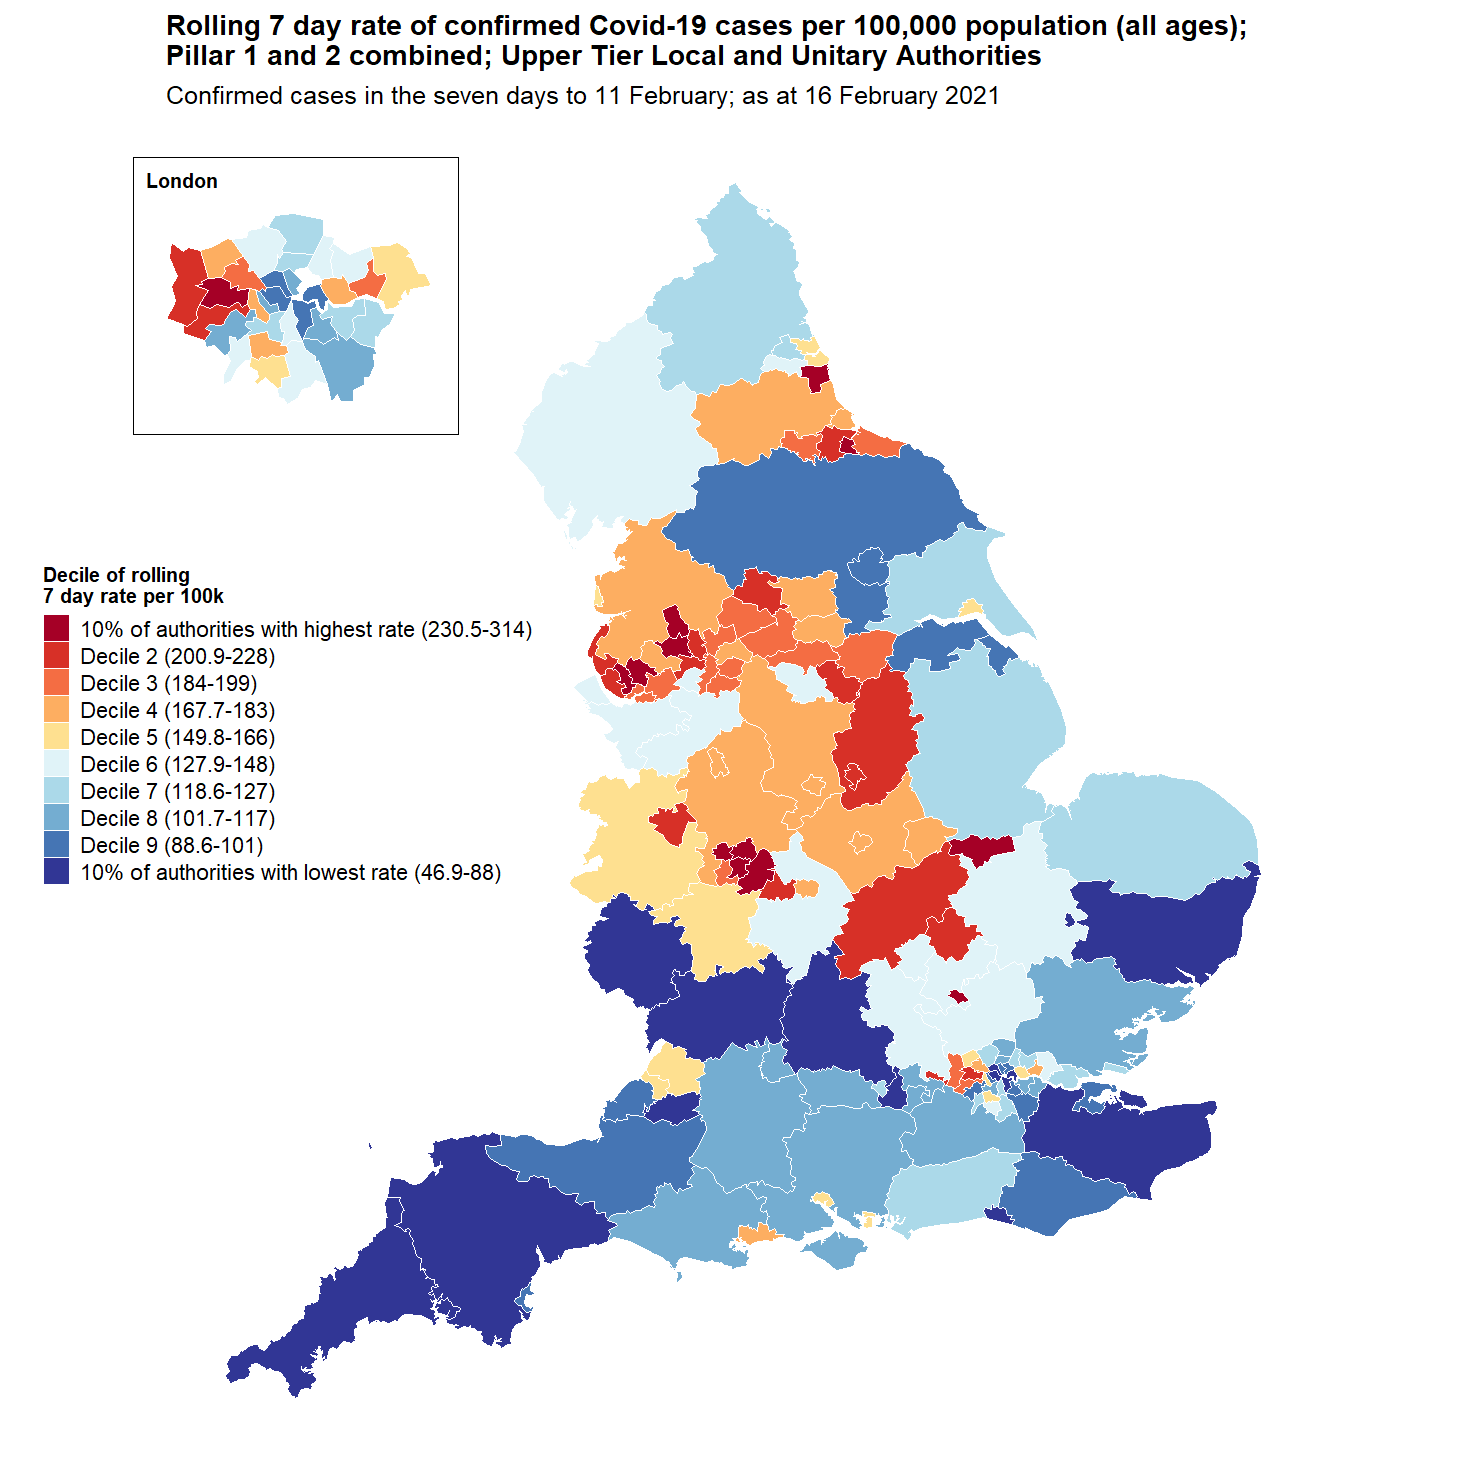 Rolling 7 day rate of confirmed Covid-19 cases per 100,000 population (all ages);
Pillar 1 and 2 combined; Upper Tier Local and Unitary Authorities
Confirmed cases in the seven days to 11 February; as at 16 February 2021
London
Decile of rolling
7 day rate per 100k
10% of authorities with highest rate (230.5-314)
Decile 2 (200.9-228)
Decile 3 (184-199)
Decile 4 (167.7-183)
Decile 5 (149.8-166)
Decile 6 (127.9-148)
Decile 7 (118.6-127)
Decile 8 (101.7-117)
Decile 9 (88.6-101)
10% of authorities with lowest rate (46.9-88)